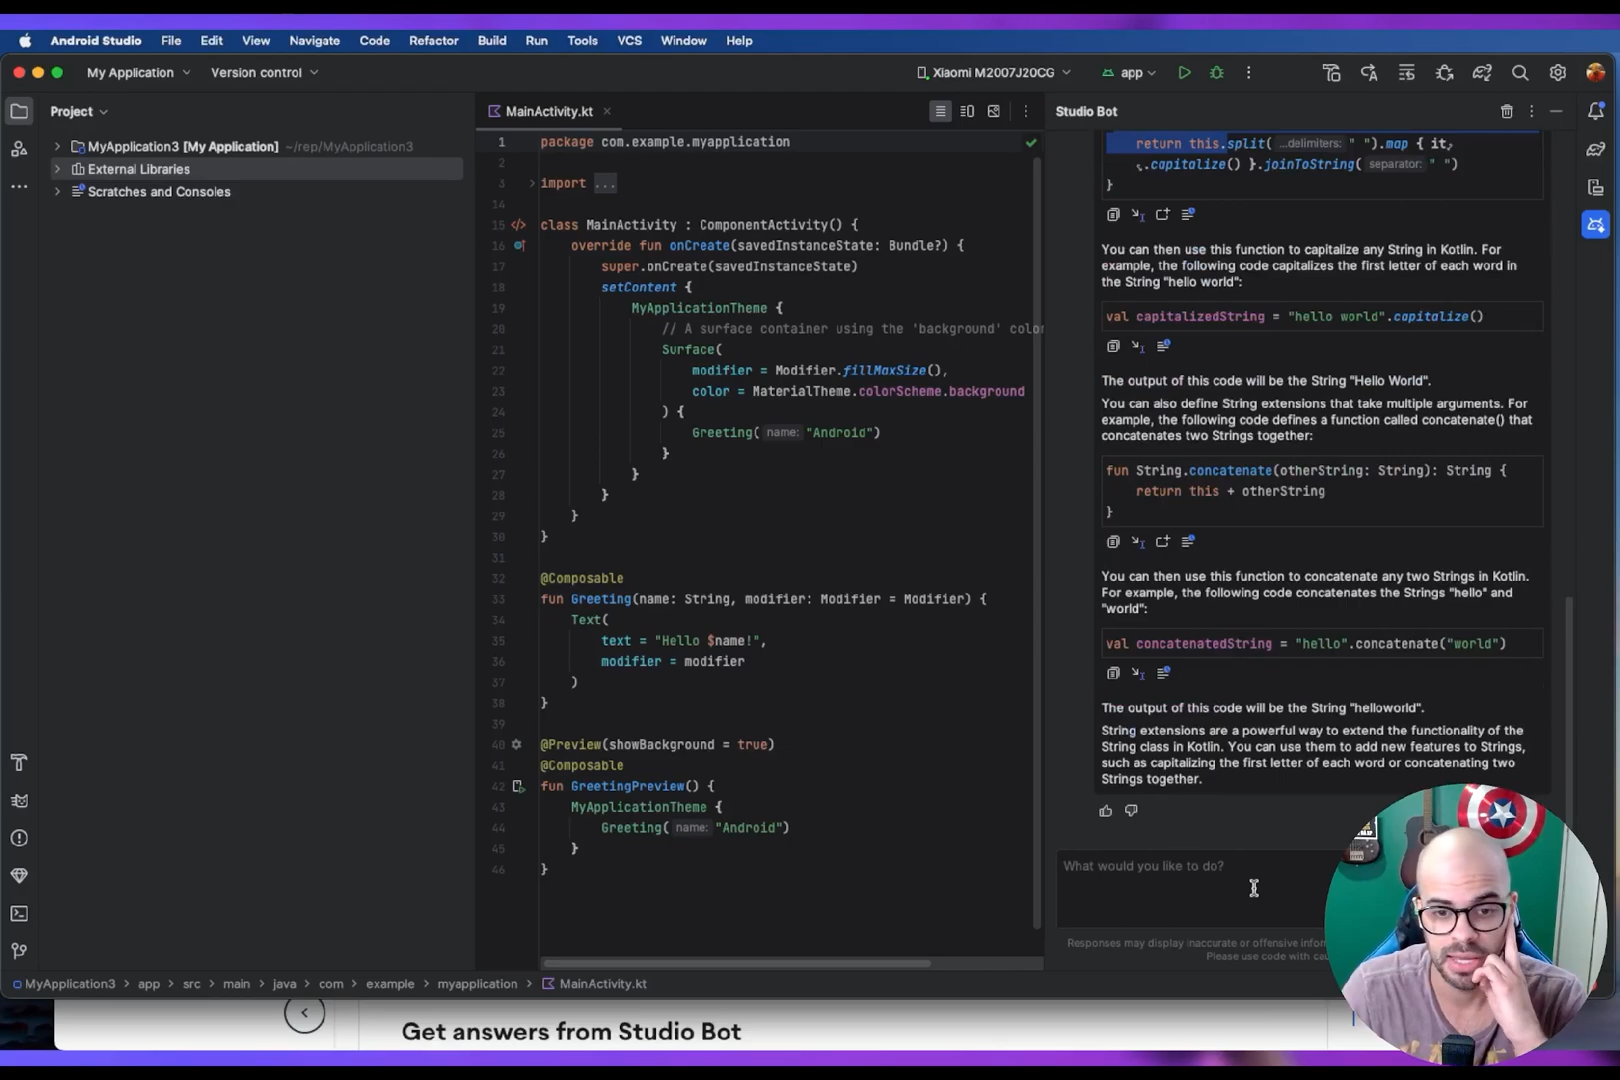 Android Studio File Edit View Navigate Code Refactor Build Run Tools VCS Window Help
My Application Version control Xiaomi M2007J20CG app
Project
MyApplication3 [My Application] ~/rep/MyApplication3
External Libraries
Scratches and Consoles
MainActivity.kt
1 package com.example.myapplication
2
3 import ...
14
15 class MainActivity : ComponentActivity() {
16 override fun onCreate(savedInstanceState: Bundle?) {
17 super.onCreate(savedInstanceState)
18 setContent {
19 MyApplicationTheme {
20 // A surface container using the 'background' color
21 Surface(
22 modifier = Modifier.fillMaxSize(),
23 color = MaterialTheme.colorScheme.background
24 ) {
25 Greeting( name: "Android")
26 }
27 }
28 }
29 }
30 }
31
32 @Composable
33 fun Greeting(name: String, modifier: Modifier = Modifier) {
34 Text(
35 text = "Hello $name!",
36 modifier = modifier
37 )
38 }
39
40 @Preview(showBackground = true)
41 @Composable
42 fun GreetingPreview() {
43 MyApplicationTheme {
44 Greeting( name: "Android")
45 }
46 }
Studio Bot
return this.split( ...delimiters: " ").map { it
.capitalize() }.joinToString( separator: " ")
}
You can then use this function to capitalize any String in Kotlin. For
example, the following code capitalizes the first letter of each word in
the String "hello world":
val capitalizedString = "hello world".capitalize()
The output of this code will be the String "Hello World".
You can also define String extensions that take multiple arguments. For
example, the following code defines a function called concatenate() that
concatenates two Strings together:
fun String.concatenate(otherString: String): String {
return this + otherString
}
You can then use this function to concatenate any two Strings in Kotlin.
For example, the following code concatenates the Strings "hello" and
"world":
val concatenatedString = "hello".concatenate("world")
The output of this code will be the String "helloworld".
String extensions are a powerful way to extend the functionality of the
String class in Kotlin. You can use them to add new features to Strings,
such as capitalizing the first letter of each word or concatenating two
Strings together.
What would you like to do?
Responses may display inaccurate or offensive
Please use code with
MyApplication3 > app > src > main > java > com > example > myapplication > MainActivity.kt
Get answers from Studio Bot